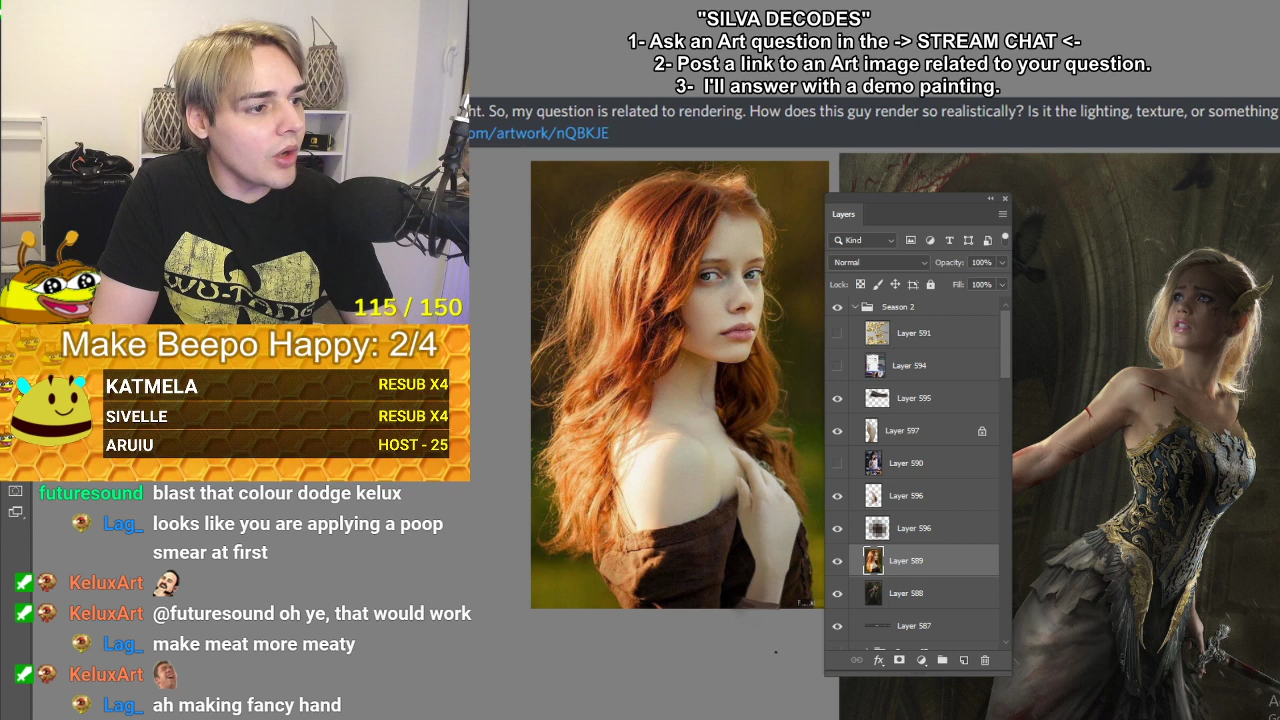 "SILVA DECODES"
1- Ask an Art question in the -> STREAM CHAT <-
2- Post a link to an Art image related to your question.
3- I'll answer with a demo painting.
ht. So, my question is related to rendering. How does this guy render so realistically? Is it the lighting, texture, or something
om/artwork/nQBKJE
WU-TANG
115 / 150
Make Beepo Happy: 2/4
KATMELA RESUB X4
SIVELLE RESUB X4
ARUIU HOST - 25
futuresound blast that colour dodge kelux
Lag_ looks like you are applying a poop
smear at first
KeluxArt
KeluxArt @futuresound oh ye, that would work
Lag_ make meat more meaty
KeluxArt
Lag_ ah making fancy hand
Layers
Kind
Normal Opacity: 100%
Lock: Fill: 100%
Season 2
Layer 591
Layer 594
Layer 595
Layer 597
Layer 590
Layer 596
Layer 596
Layer 589
Layer 588
Layer 587